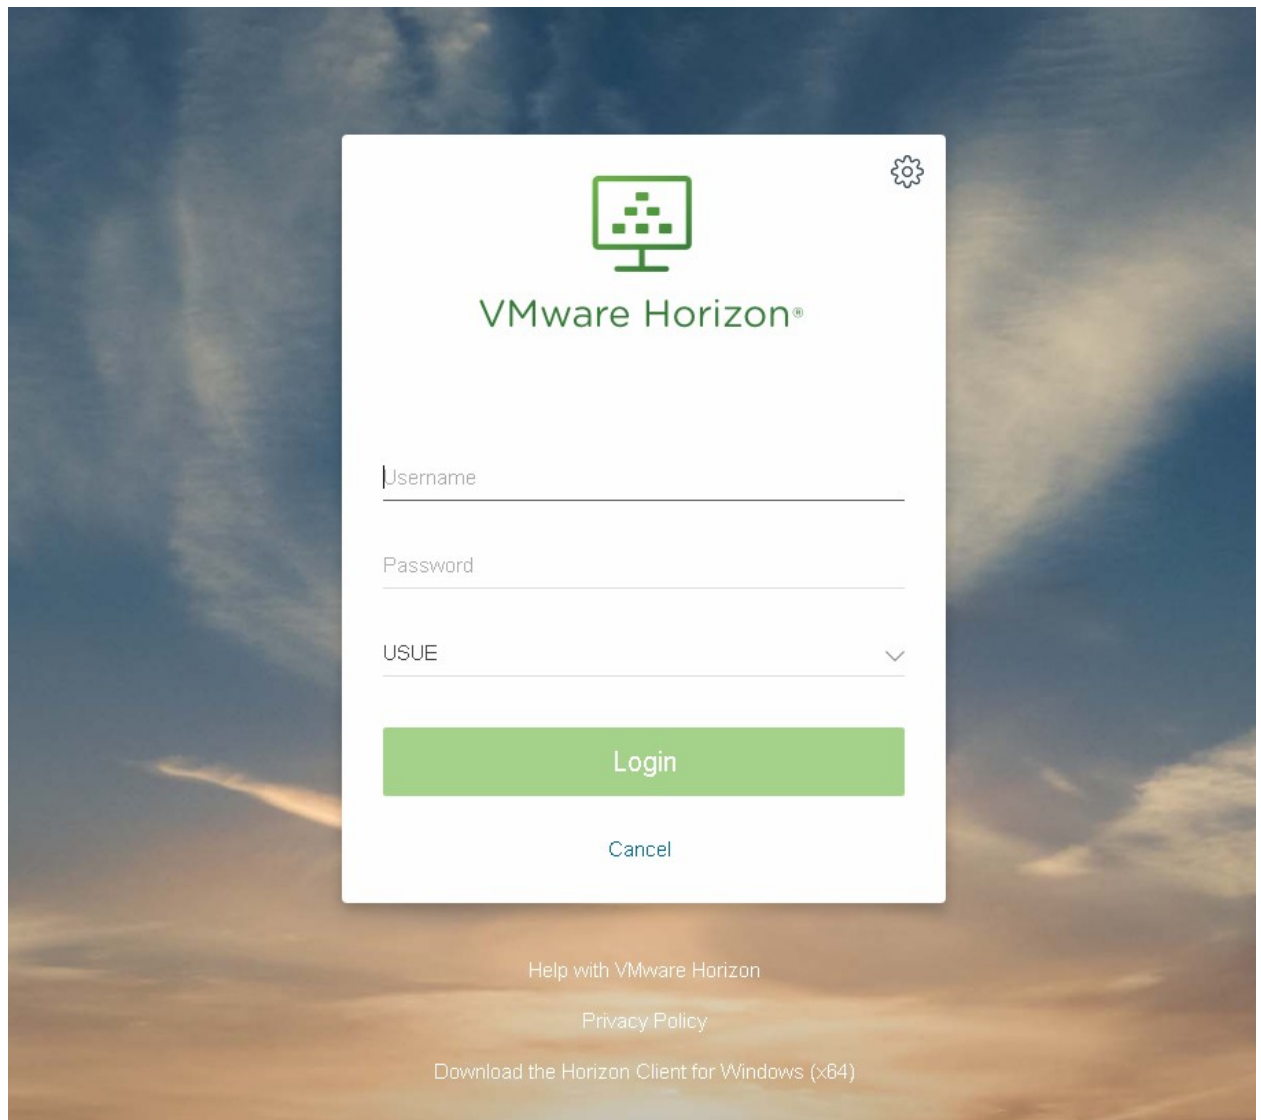 VMware Horizon®
Username
Password
USUE
Login
Cancel
Help with VMware Horizon
Privacy Policy
Download the Horizon Client for Windows (x64)